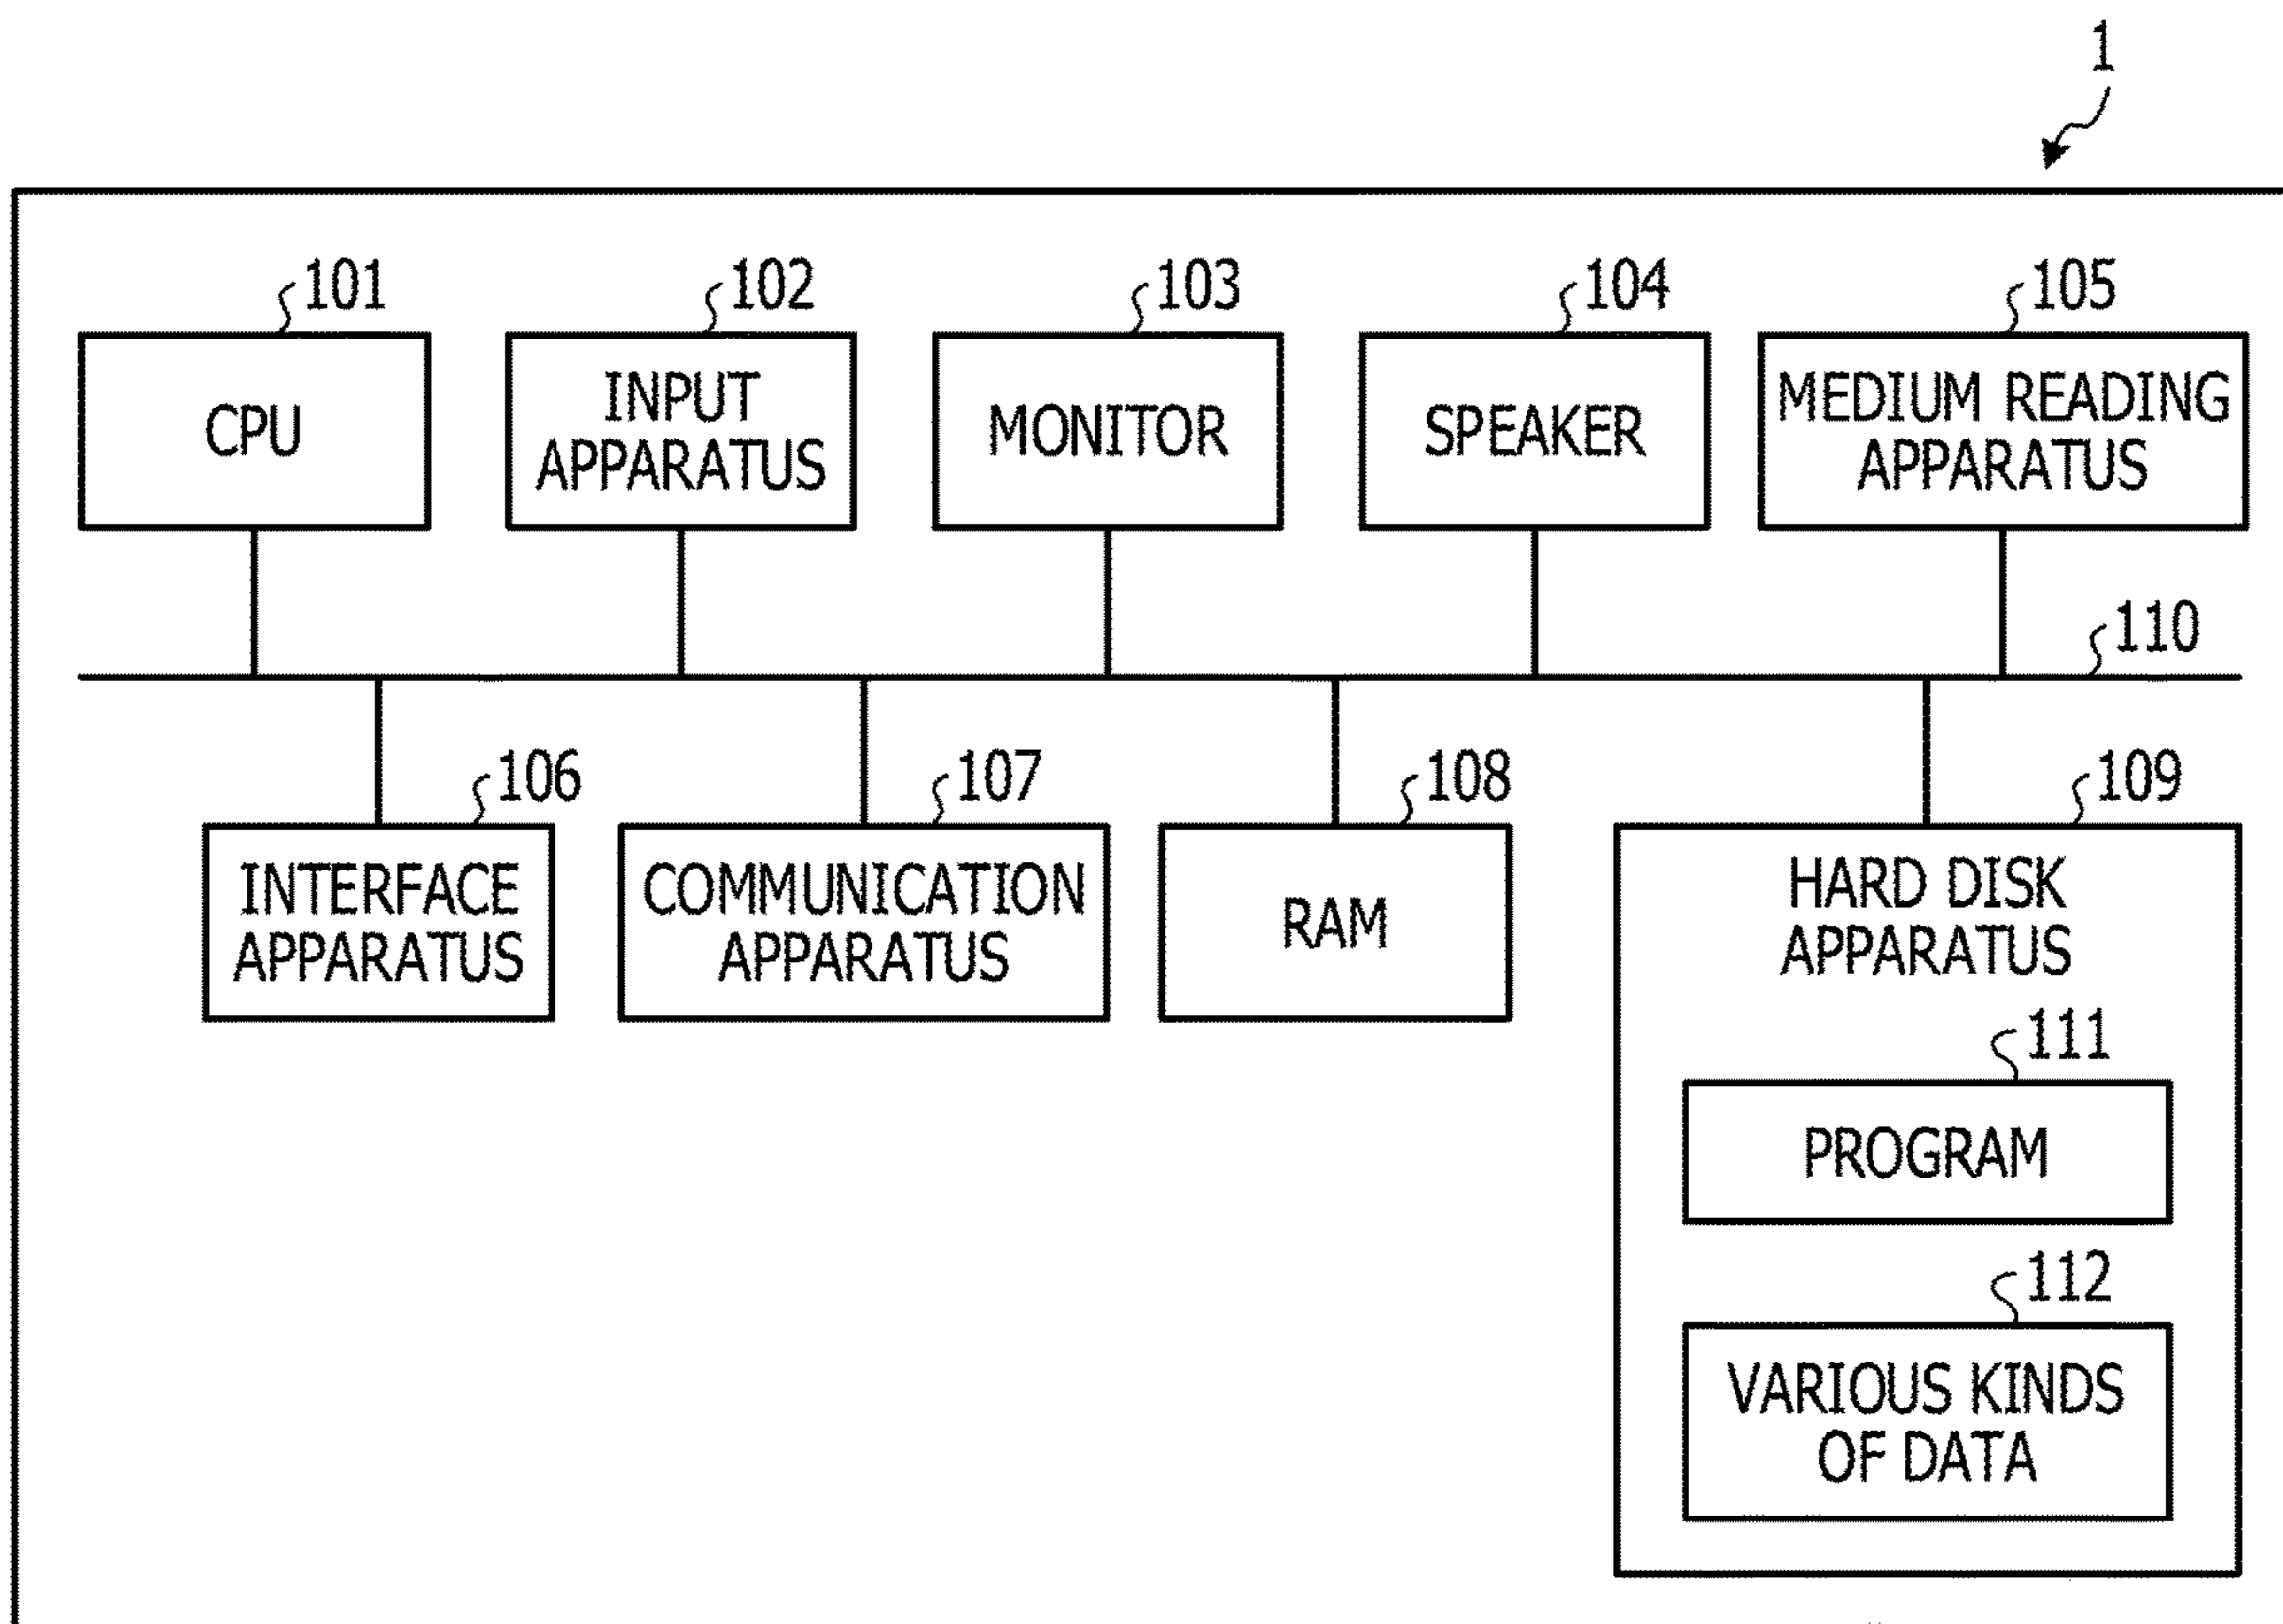 1
101
102
103
104
105
CPU
INPUT
APPARATUS
MONITOR
SPEAKER
MEDIUM READING
APPARATUS
110
106
107
108
109
INTERFACE
APPARATUS
COMMUNICATION
APPARATUS
RAM
HARD DISK
APPARATUS
111
PROGRAM
112
VARIOUS KINDS
OF DATA